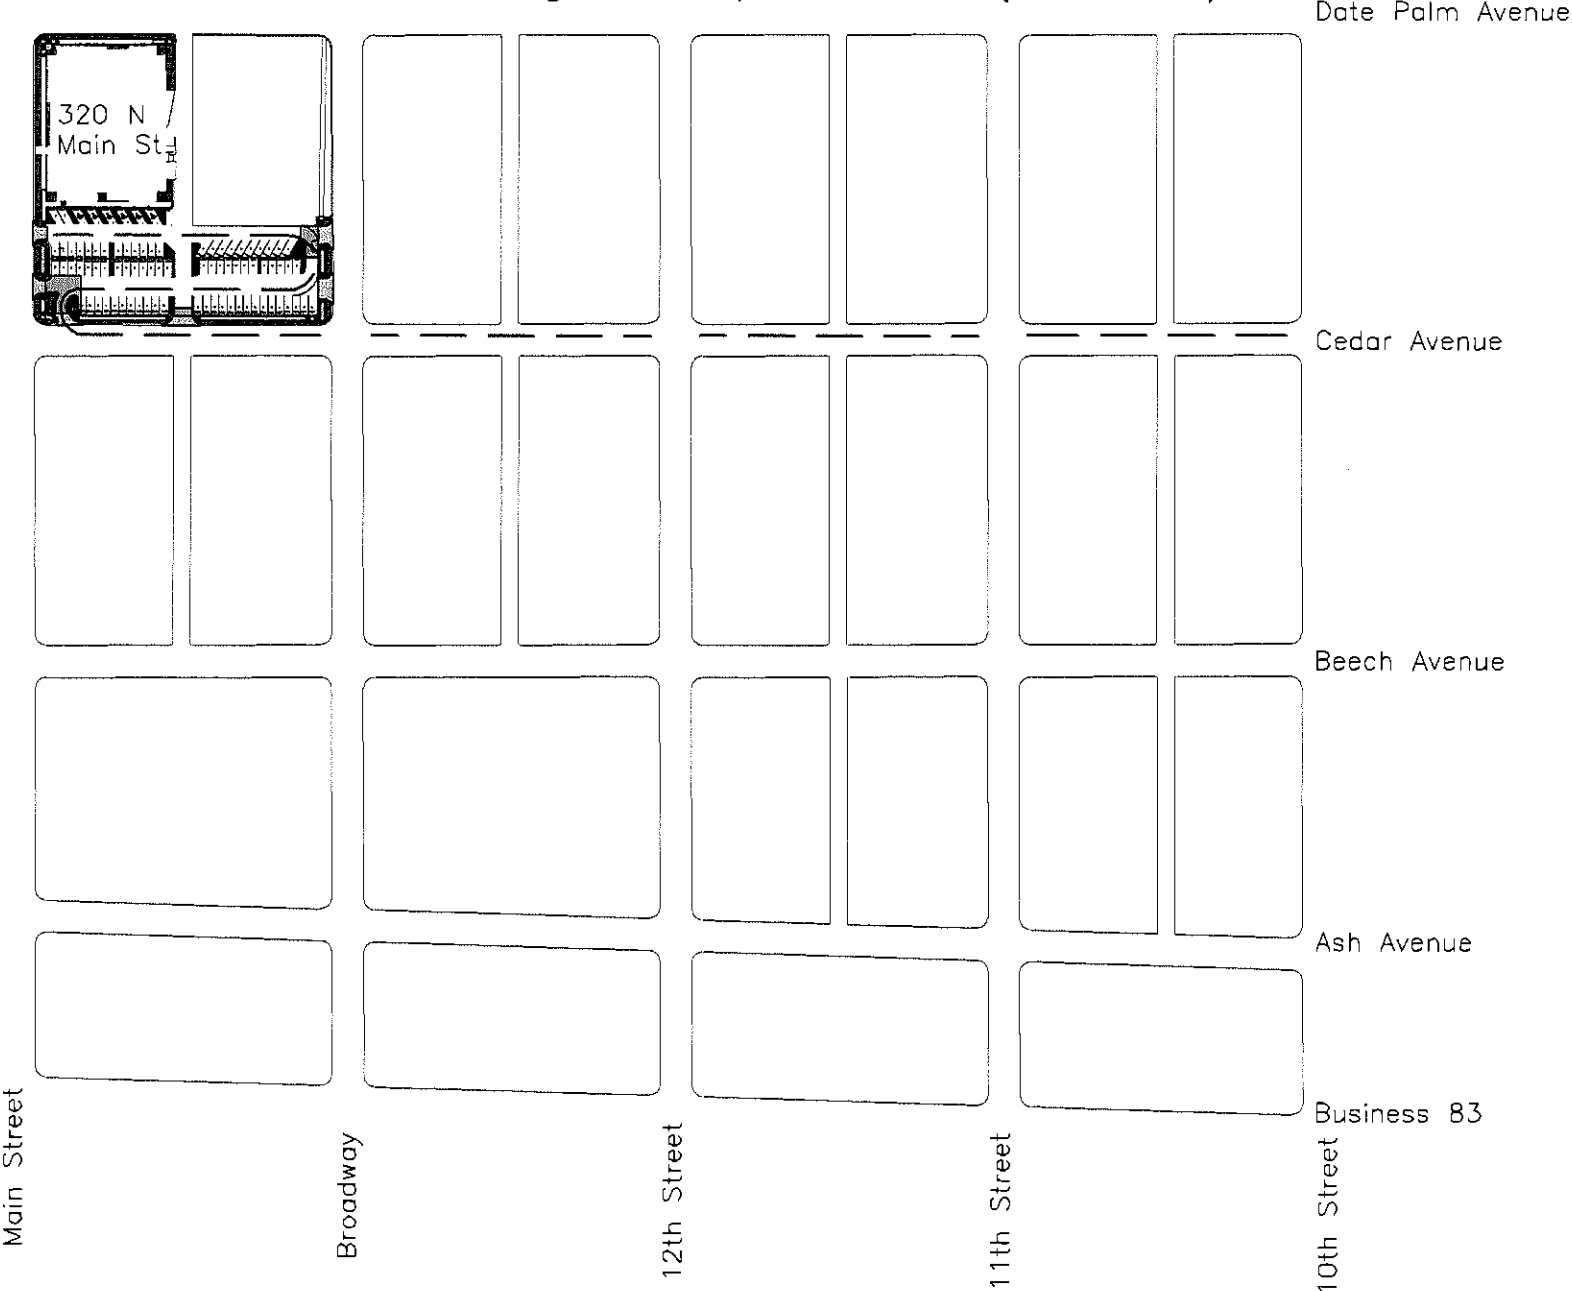 Date Palm Avenue
320 N
Main St
Cedar Avenue
Beech Avenue
Ash Avenue
Business 83
Main Street
Broadway
12th Street
11th Street
10th Street